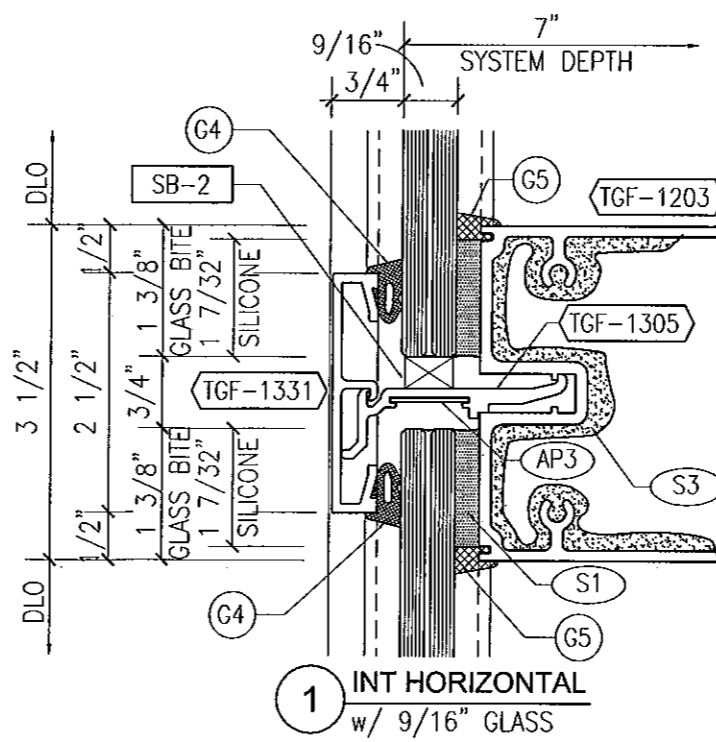 7"
9/16"
SYSTEM DEPTH
3/4"
G4
DLO
SB-2
G5
TGF-1203
1/2"
1 3/8"
GLASS BITE
1 7/32"
SILICONE
TGF-1305
3 1/2"
2 1/2"
3/4"
TGF-1331
AP3
S3
1/2"
1 3/8"
GLASS BITE
1 7/32"
SILICONE
S1
DLO
G4
G5
1
INT HORIZONTAL
w/ 9/16" GLASS